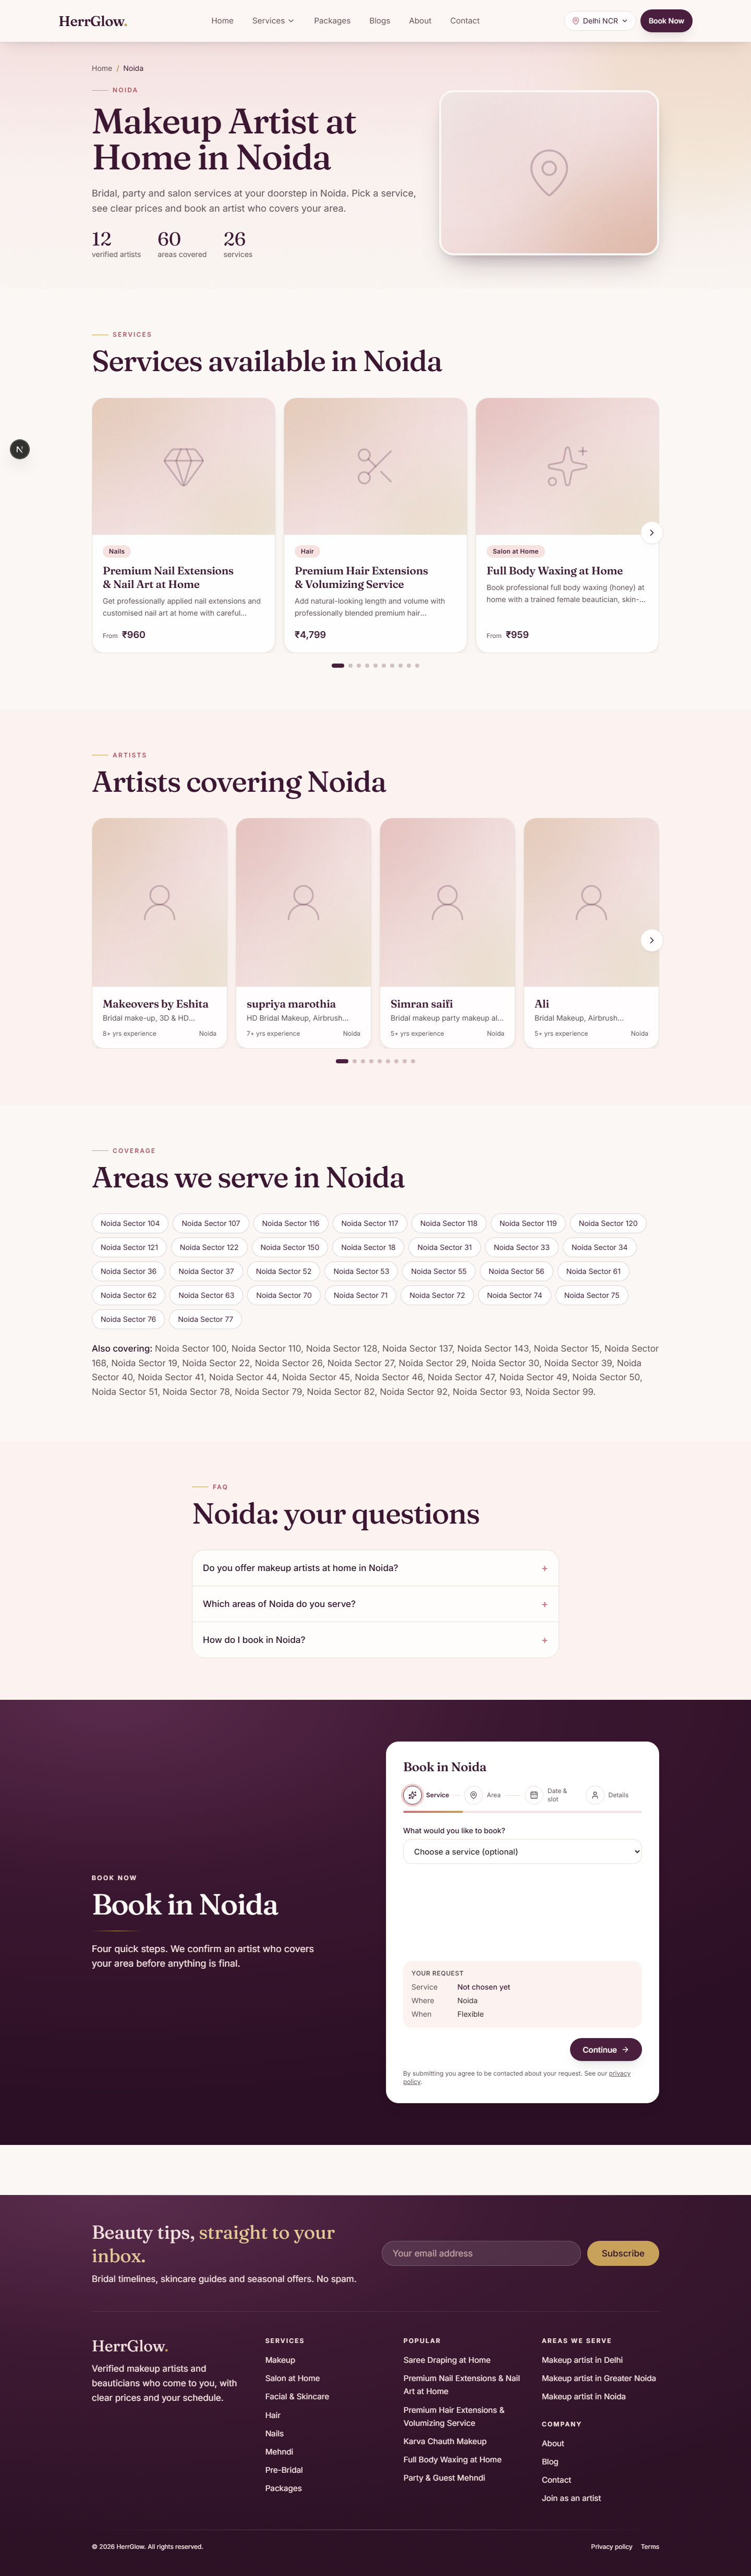 HerrGlow.
Home
Services
Packages
Blogs
About
Contact
Delhi NCR
Book Now
Home / Noida
NOIDA
Makeup Artist at
Home in Noida
Bridal, party and salon services at your doorstep in Noida. Pick a service,
see clear prices and book an artist who covers your area.
12
verified artists
60
areas covered
26
services
SERVICES
Services available in Noida
N
Nails
Premium Nail Extensions
& Nail Art at Home
Get professionally applied nail extensions and
customised nail art at home with careful...
From ₹960
Hair
Premium Hair Extensions
& Volumizing Service
Add natural-looking length and volume with
professionally blended premium hair...
₹4,799
Salon at Home
Full Body Waxing at Home
Book professional full body waxing (honey) at
home with a trained female beautician, skin-...
From ₹959
ARTISTS
Artists covering Noida
Makeovers by Eshita
Bridal make-up, 3D & HD...
8+ yrs experience
Noida
supriya marothia
HD Bridal Makeup, Airbrush...
7+ yrs experience
Noida
Simran saifi
Bridal makeup party makeup al...
5+ yrs experience
Noida
Ali
Bridal Makeup, Airbrush...
5+ yrs experience
Noida
COVERAGE
Areas we serve in Noida
Noida Sector 104
Noida Sector 107
Noida Sector 116
Noida Sector 117
Noida Sector 118
Noida Sector 119
Noida Sector 120
Noida Sector 121
Noida Sector 122
Noida Sector 150
Noida Sector 18
Noida Sector 31
Noida Sector 33
Noida Sector 34
Noida Sector 36
Noida Sector 37
Noida Sector 52
Noida Sector 53
Noida Sector 55
Noida Sector 56
Noida Sector 61
Noida Sector 62
Noida Sector 63
Noida Sector 70
Noida Sector 71
Noida Sector 72
Noida Sector 74
Noida Sector 75
Noida Sector 76
Noida Sector 77
Also covering: Noida Sector 100, Noida Sector 110, Noida Sector 128, Noida Sector 137, Noida Sector 143, Noida Sector 15, Noida Sector
168, Noida Sector 19, Noida Sector 22, Noida Sector 26, Noida Sector 27, Noida Sector 29, Noida Sector 30, Noida Sector 39, Noida
Sector 40, Noida Sector 41, Noida Sector 44, Noida Sector 45, Noida Sector 46, Noida Sector 47, Noida Sector 49, Noida Sector 50,
Noida Sector 51, Noida Sector 78, Noida Sector 79, Noida Sector 82, Noida Sector 92, Noida Sector 93, Noida Sector 99.
FAQ
Noida: your questions
Do you offer makeup artists at home in Noida? +
Which areas of Noida do you serve? +
How do I book in Noida? +
BOOK NOW
Book in Noida
Four quick steps. We confirm an artist who covers
your area before anything is final.
Book in Noida
Service
Area
Date &
slot
Details
What would you like to book?
Choose a service (optional)
YOUR REQUEST
Service Not chosen yet
Where Noida
When Flexible
Continue
By submitting you agree to be contacted about your request. See our privacy
policy.
Beauty tips, straight to your
inbox.
Bridal timelines, skincare guides and seasonal offers. No spam.
Your email address
Subscribe
HerrGlow.
Verified makeup artists and
beauticians who come to you, with
clear prices and your schedule.
SERVICES
Makeup
Salon at Home
Facial & Skincare
Hair
Nails
Mehndi
Pre-Bridal
Packages
POPULAR
Saree Draping at Home
Premium Nail Extensions & Nail
Art at Home
Premium Hair Extensions &
Volumizing Service
Karva Chauth Makeup
Full Body Waxing at Home
Party & Guest Mehndi
AREAS WE SERVE
Makeup artist in Delhi
Makeup artist in Greater Noida
Makeup artist in Noida
COMPANY
About
Blog
Contact
Join as an artist
© 2026 HerrGlow. All rights reserved.
Privacy policy
Terms